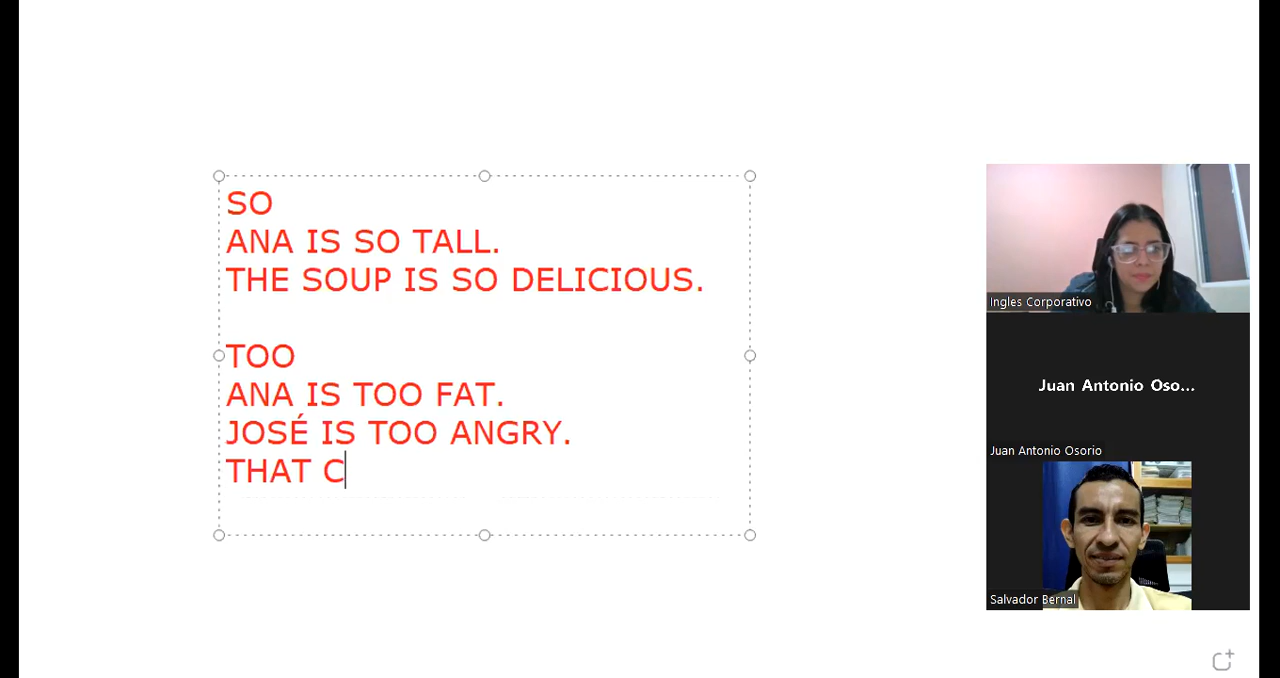 SO
ANA IS SO TALL.
THE SOUP IS SO DELICIOUS.
TOO
ANA IS TOO FAT.
JOSÉ IS TOO ANGRY.
THAT C
Ingles Corporativo
Juan Antonio Oso...
Juan Antonio Osorio
Salvador Bernal